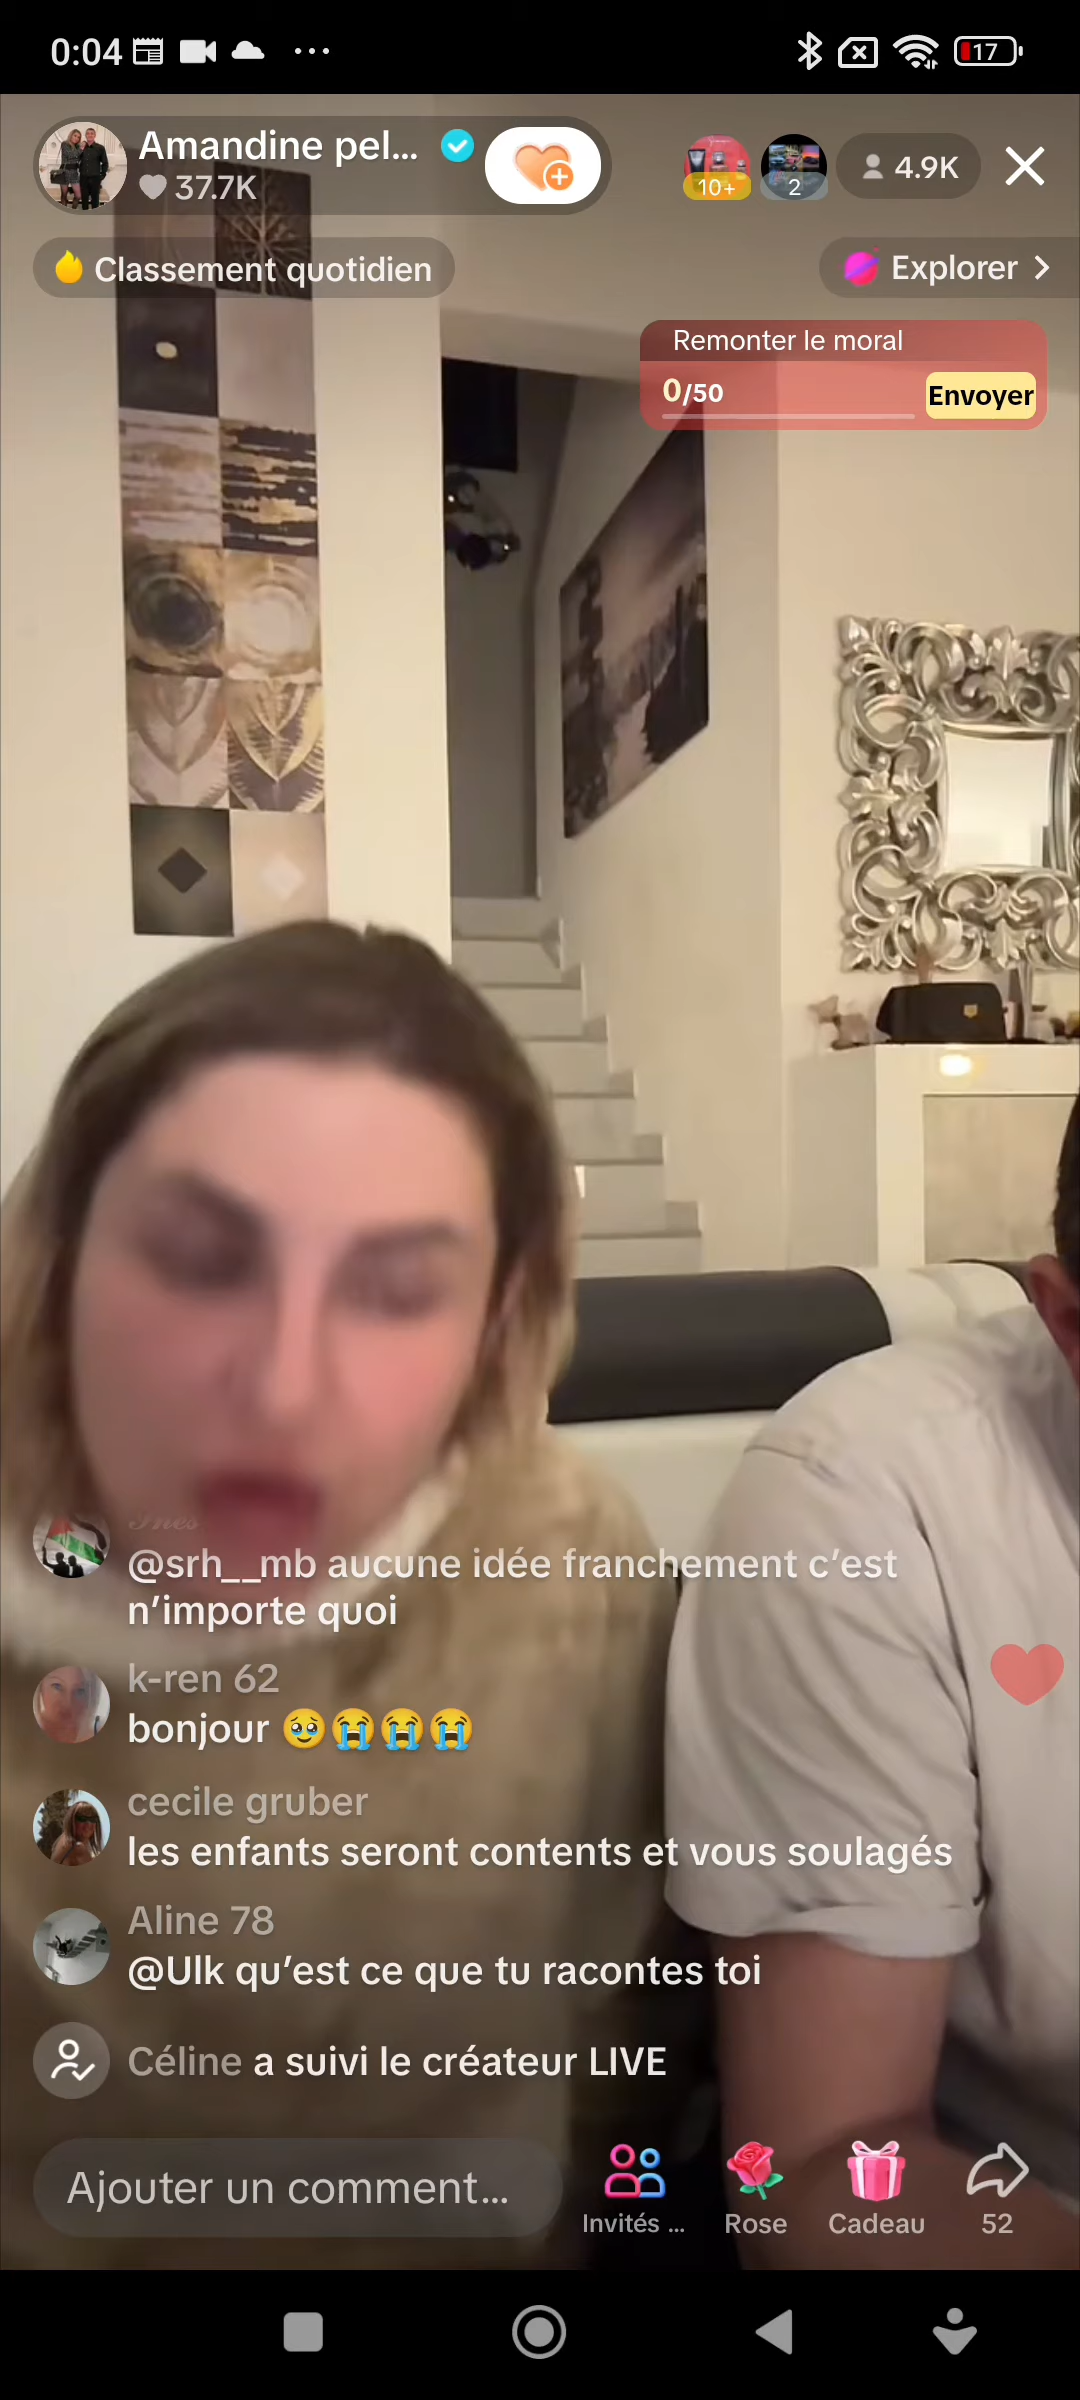 0:04
17
Amandine pel...
37.7K
10+
2
4.9K
Classement quotidien
Explorer
Remonter le moral
0/50
Envoyer
Ines
@srh__mb aucune idée franchement c’est
n’importe quoi
k-ren 62
bonjour 🥹😭😭😭
cecile gruber
les enfants seront contents et vous soulagés
Aline 78
@Ulk qu’est ce que tu racontes toi
Céline a suivi le créateur LIVE
Ajouter un comment...
Invités ...
Rose
Cadeau
52